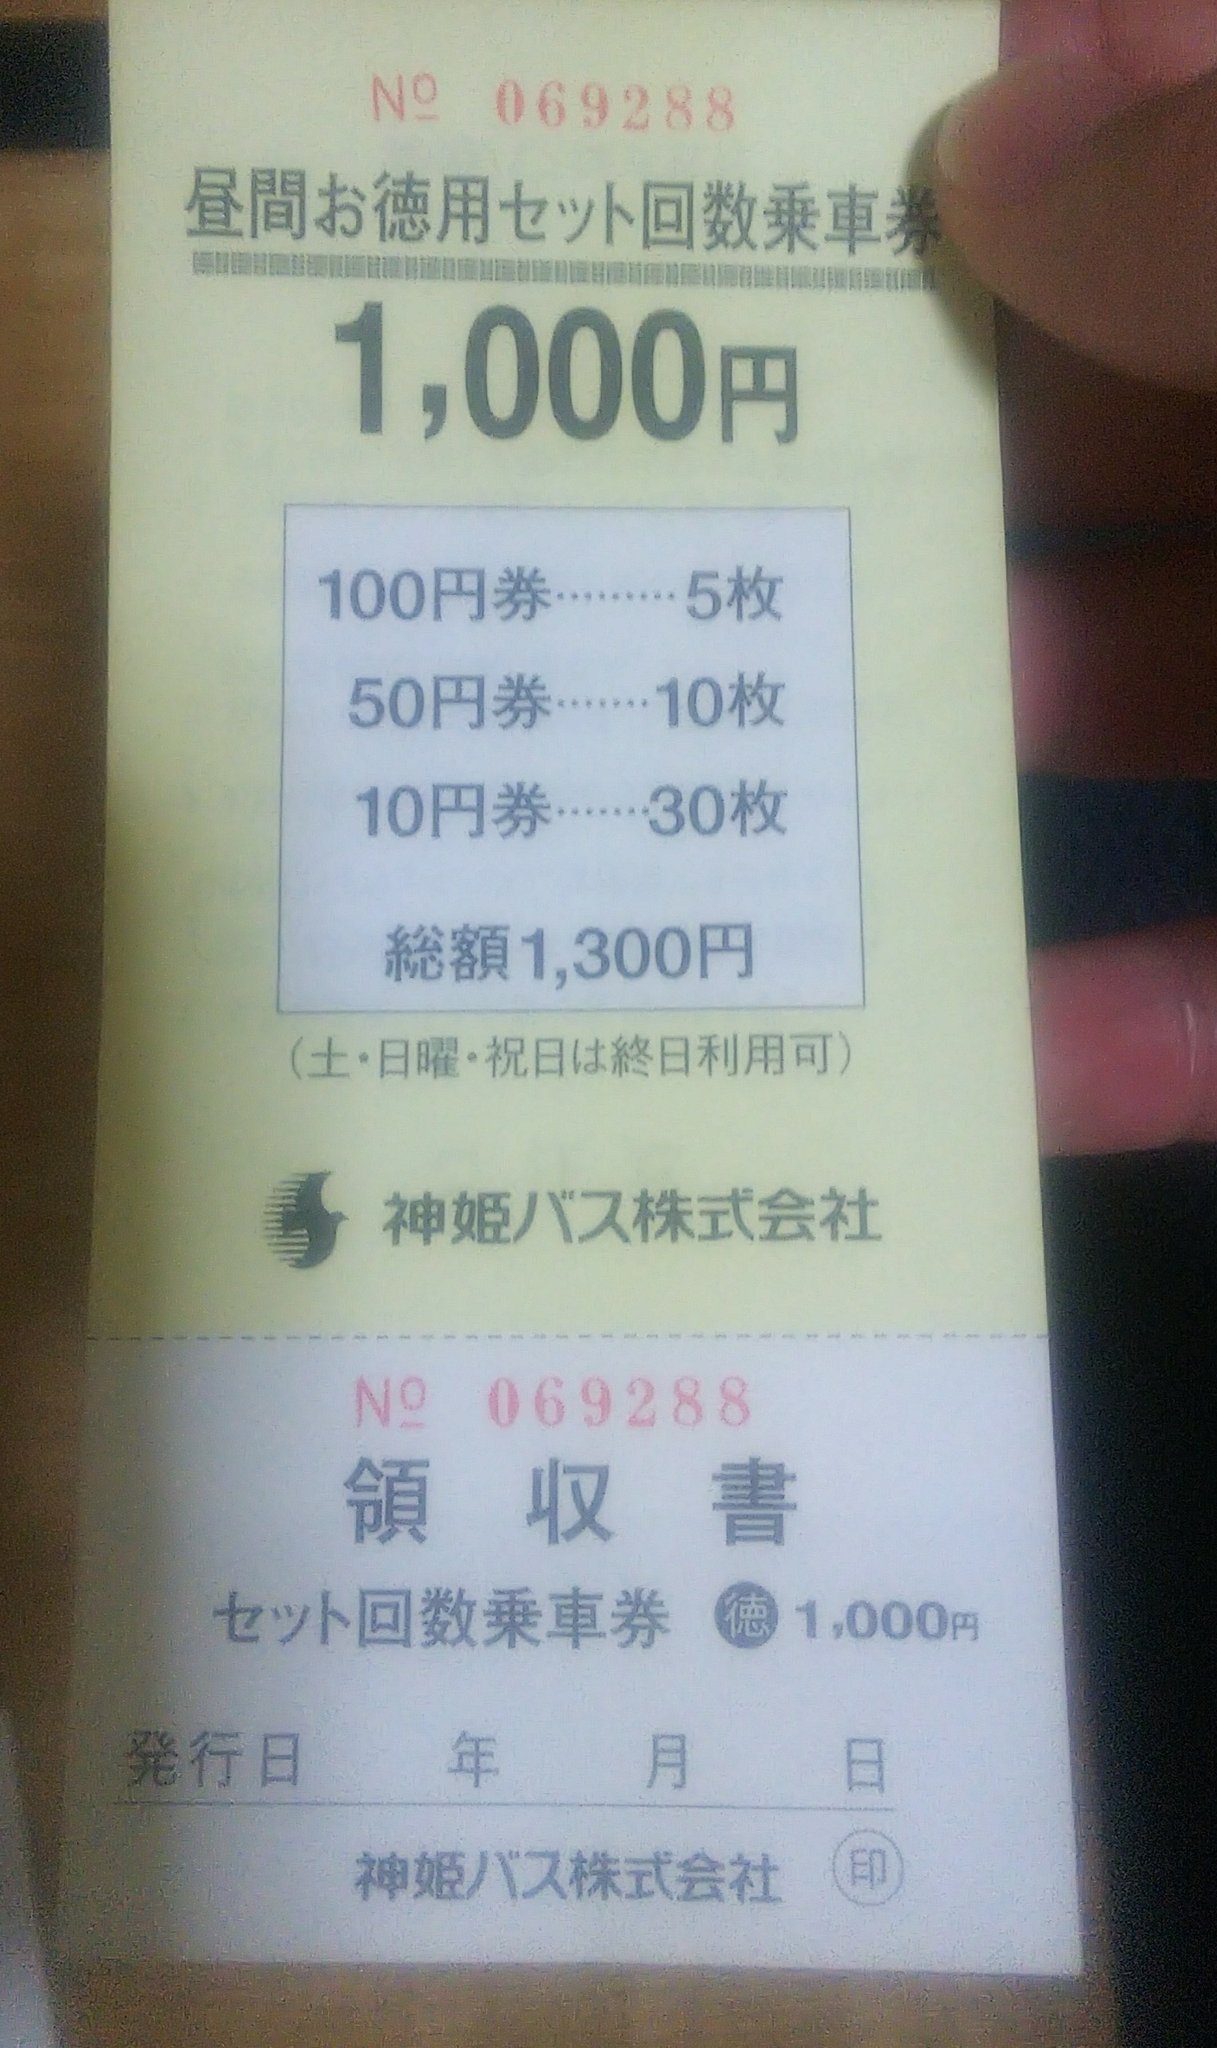 № 069288
昼間お徳用セット回数乗車券
1,000円
100円券………5枚
50円券……10枚
10円券……30枚
総額1,300円
（土・日曜・祝日は終日利用可）
神姫バス株式会社
№ 069288
領収書
セット回数乗車券 徳 1,000円
発行日 年 月 日
神姫バス株式会社 印